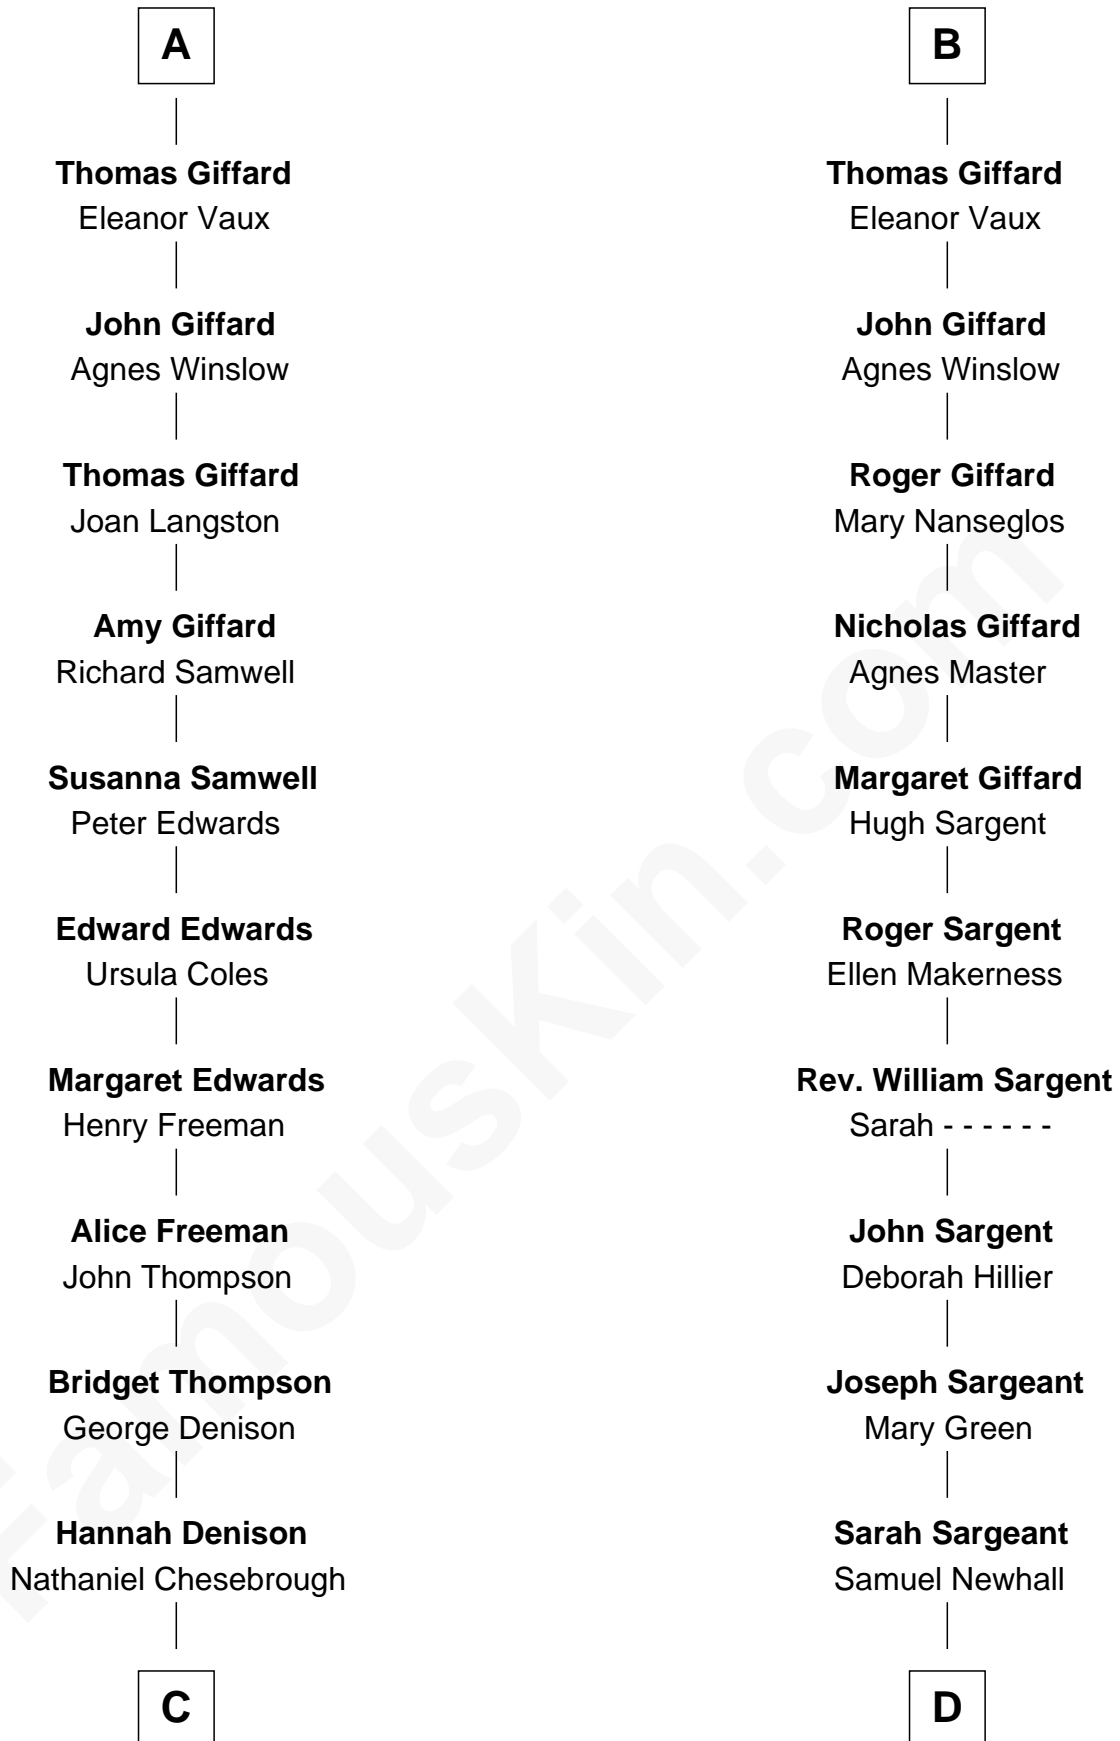 A
Thomas Giffard
Eleanor Vaux
John Giffard
Agnes Winslow
Thomas Giffard
Joan Langston
Amy Giffard
Richard Samwell
Susanna Samwell
Peter Edwards
Edward Edwards
Ursula Coles
Margaret Edwards
Henry Freeman
Alice Freeman
John Thompson
Bridget Thompson
George Denison
Hannah Denison
Nathaniel Chesebrough
C
B
Thomas Giffard
Eleanor Vaux
John Giffard
Agnes Winslow
Roger Giffard
Mary Nanseglos
Nicholas Giffard
Agnes Master
Margaret Giffard
Hugh Sargent
Roger Sargent
Ellen Makerness
Rev. William Sargent
Sarah - - - - - -
John Sargent
Deborah Hillier
Joseph Sargeant
Mary Green
Sarah Sargeant
Samuel Newhall
D
FamousKin.com